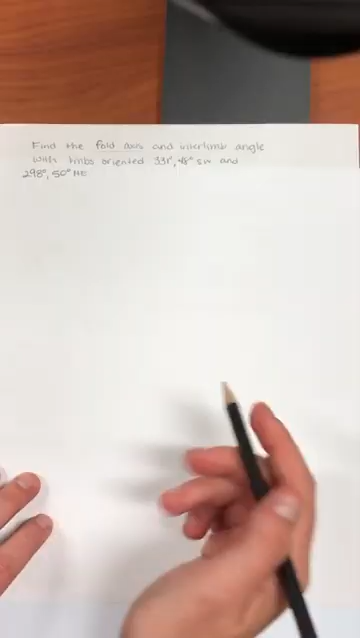 Find the fold axis and interlimb angle
with limbs oriented 331°, 48° SW and
298°, 50° NE